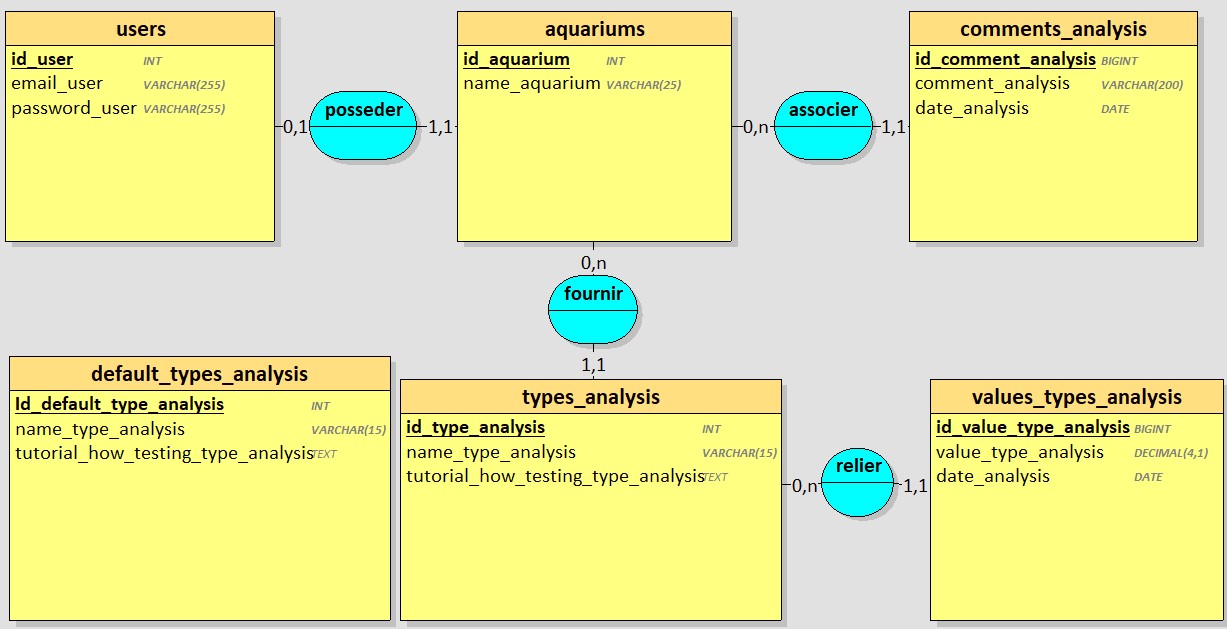 users
id_user INT
email_user VARCHAR(255)
password_user VARCHAR(255)
0,1
posseder
1,1
aquariums
id_aquarium INT
name_aquarium VARCHAR(25)
0,n
associer
1,1
comments_analysis
id_comment_analysis BIGINT
comment_analysis VARCHAR(200)
date_analysis DATE
0,n
fournir
1,1
default_types_analysis
Id_default_type_analysis INT
name_type_analysis VARCHAR(15)
tutorial_how_testing_type_analysis TEXT
types_analysis
id_type_analysis INT
name_type_analysis VARCHAR(15)
tutorial_how_testing_type_analysis TEXT
0,n
relier
1,1
values_types_analysis
id_value_type_analysis BIGINT
value_type_analysis DECIMAL(4,1)
date_analysis DATE